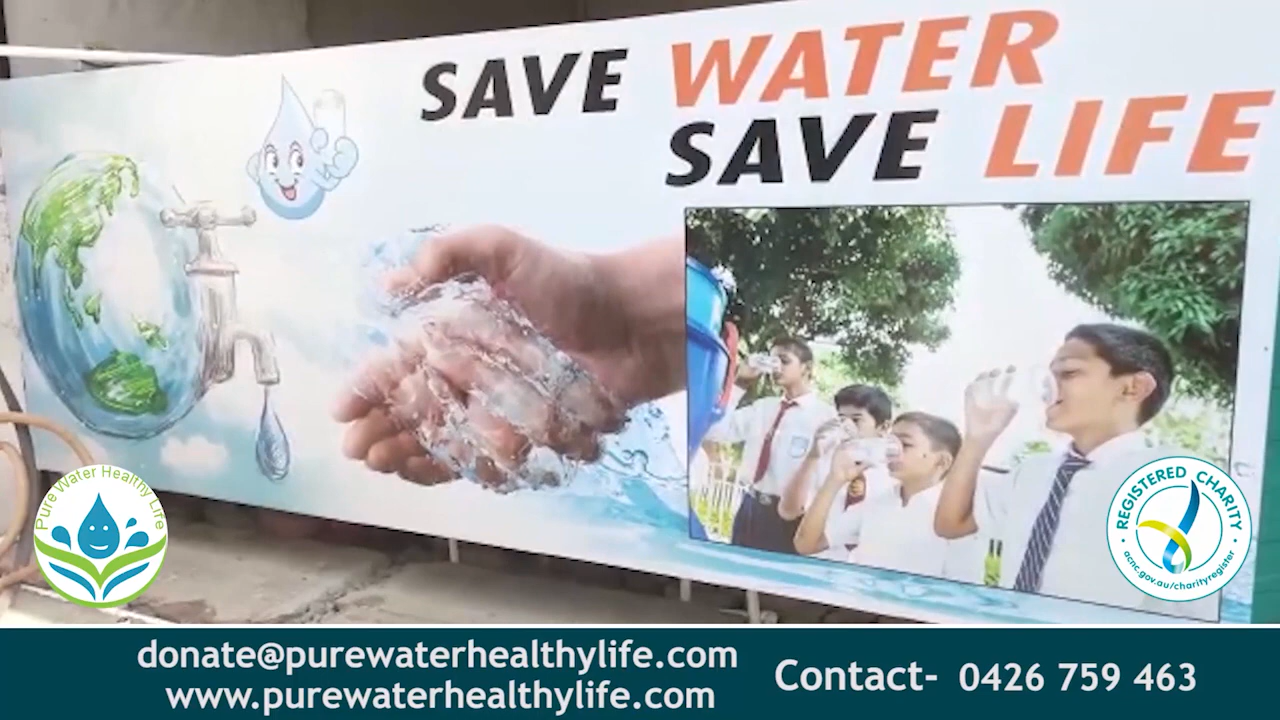 SAVE WATER
SAVE LIFE
Pure Water Healthy Life
REGISTERED CHARITY
acnc.gov.au/charityregister
donate@purewaterhealthylife.com
www.purewaterhealthylife.com
Contact- 0426 759 463